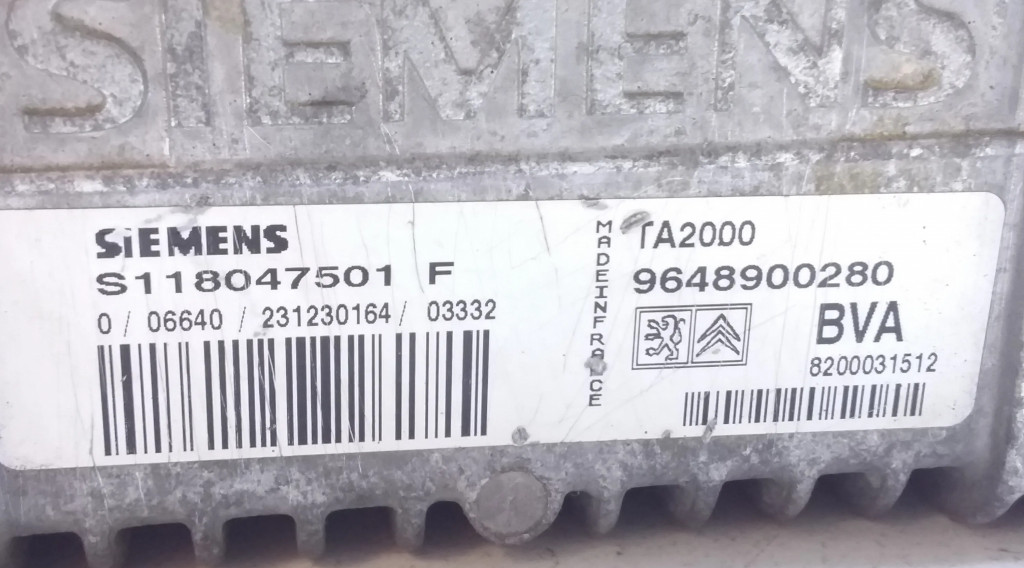 SIEMENS
SIEMENS
S118047501 F
0 / 06640 / 231230164 / 03332
MADEINFRANCE
TA2000
9648900280
BVA
8200031512